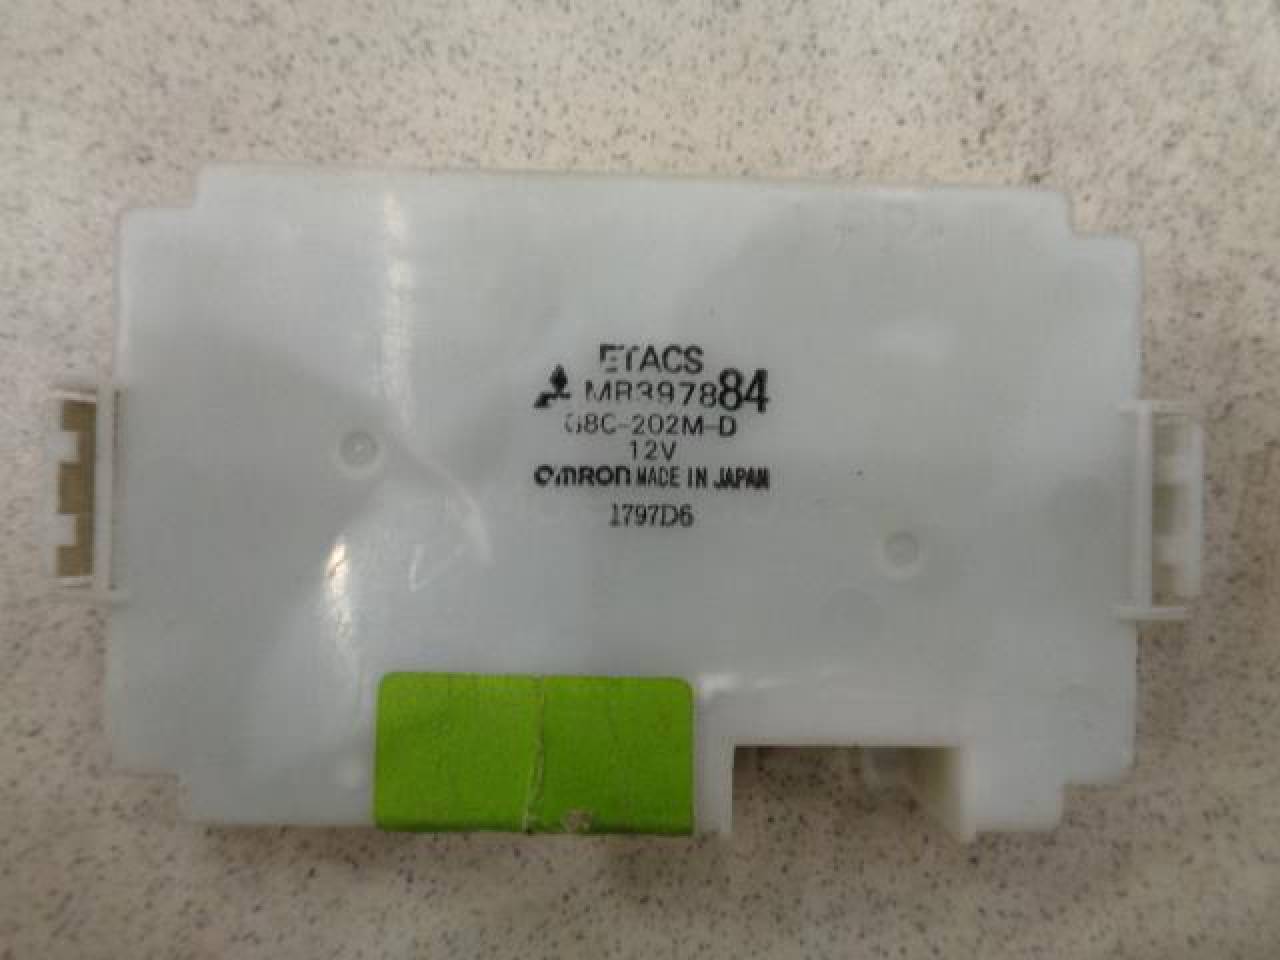 ETACS
MR397884
G8C-202M-D
12V
OMRON MADE IN JAPAN
1797D6